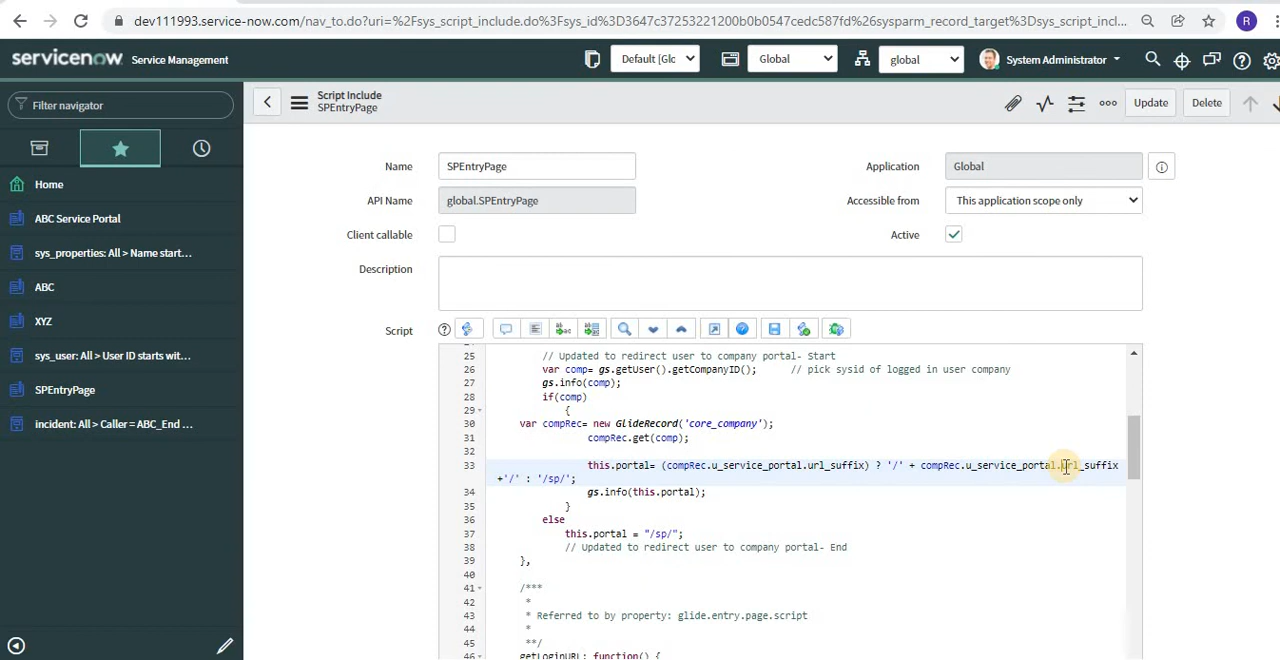 dev111993.service-now.com/nav_to.do?uri=%2Fsys_script_include.do%3Fsys_id%3D3647c37253221200b0b0547cedc587fd%26sysparm_record_target%3Dsys_script_incl...
R
servicenow Service Management
Default [Glc
Global
global
System Administrator
Filter navigator
Script Include
SPEntryPage
Update
Delete
Home
ABC Service Portal
sys_properties: All > Name start...
ABC
XYZ
sys_user: All > User ID starts wit...
SPEntryPage
incident: All > Caller = ABC_End ...
Name
SPEntryPage
Application
Global
API Name
global.SPEntryPage
Accessible from
This application scope only
Client callable
Active
Description
Script
25 // Updated to redirect user to company portal- Start
26 var comp= gs.getUser().getCompanyID(); // pick sysid of logged in user company
27 gs.info(comp);
28 if(comp)
29 {
30 var compRec= new GlideRecord('core_company');
31 compRec.get(comp);
32
33 this.portal= (compRec.u_service_portal.url_suffix) ? '/' + compRec.u_service_portal.url_suffix
+'/' : '/sp/';
34 gs.info(this.portal);
35 }
36 else
37 this.portal = "/sp/";
38 // Updated to redirect user to company portal- End
39 },
40
41 /***
42 *
43 * Referred to by property: glide.entry.page.script
44 *
45 **/
46 getLoginURL: function() {